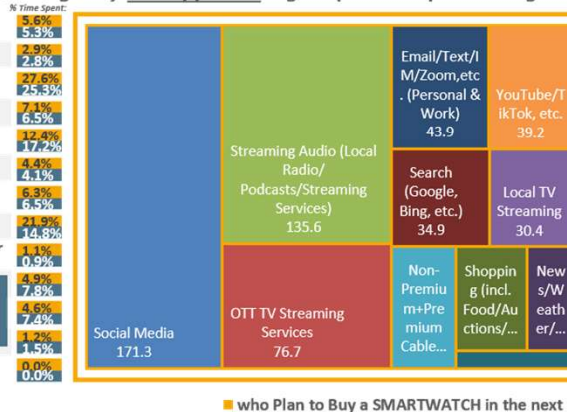 % Time Spent:
5.6%
5.3%
2.9%
2.8%
27.6%
25.3%
7.1%
6.5%
12.4%
17.2%
4.4%
4.1%
6.3%
6.5%
21.9%
14.8%
1.1%
0.9%
4.9%
7.8%
4.6%
7.4%
1.2%
1.5%
0.0%
0.0%
Social Media
171.3
Streaming Audio (Local
Radio/
Podcasts/Streaming
Services)
135.6
OTT TV Streaming
Services
76.7
Email/Text/I
M/Zoom,etc
. (Personal &
Work)
43.9
YouTube/T
ikTok, etc.
39.2
Search
(Google,
Bing, etc.)
34.9
Local TV
Streaming
30.4
Non-
Premiu
m+Pre
mium
Cable...
Shoppin
g (incl.
Food/Au
ctions/...
New
s/W
eath
er/...
who Plan to Buy a SMARTWATCH in the next